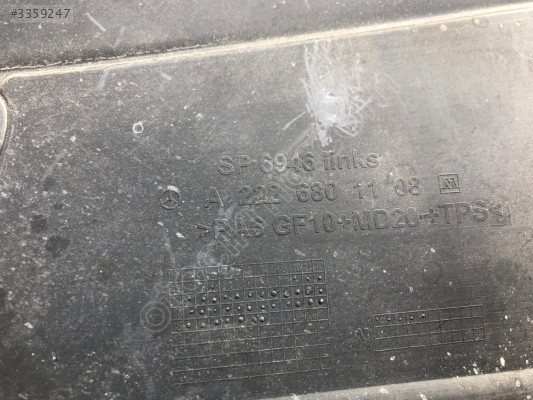 #3359247
SP 6946 links
A 222 680 11 08 M
>PA6 GF10+MD20+TPS<